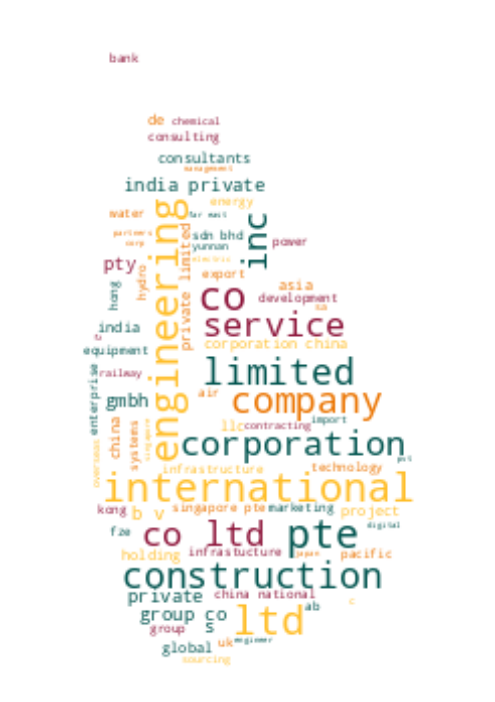 bank
de chemical
consulting
consultants
management
india private
energy
water
far east
engineering
inc
partners
corp
sdn bhd
yunnan
power
private limited
electric
pty
hydro
export
hong
asia
co
development
sa
india
service
c
corporation china
equipment
railway
limited
enterprise
gmbh
air
company
china
systems
singapore
llc
contracting
import
corporation
overseas
infrastructure
technology
pvt
international
kong
b v
singapore pte
marketing
project
fze
co ltd
pte
digital
holding
infrastucture
japan
pacific
construction
private
china national
ab
c
group co
ltd
group
s
global
uk
engineer
sourcing